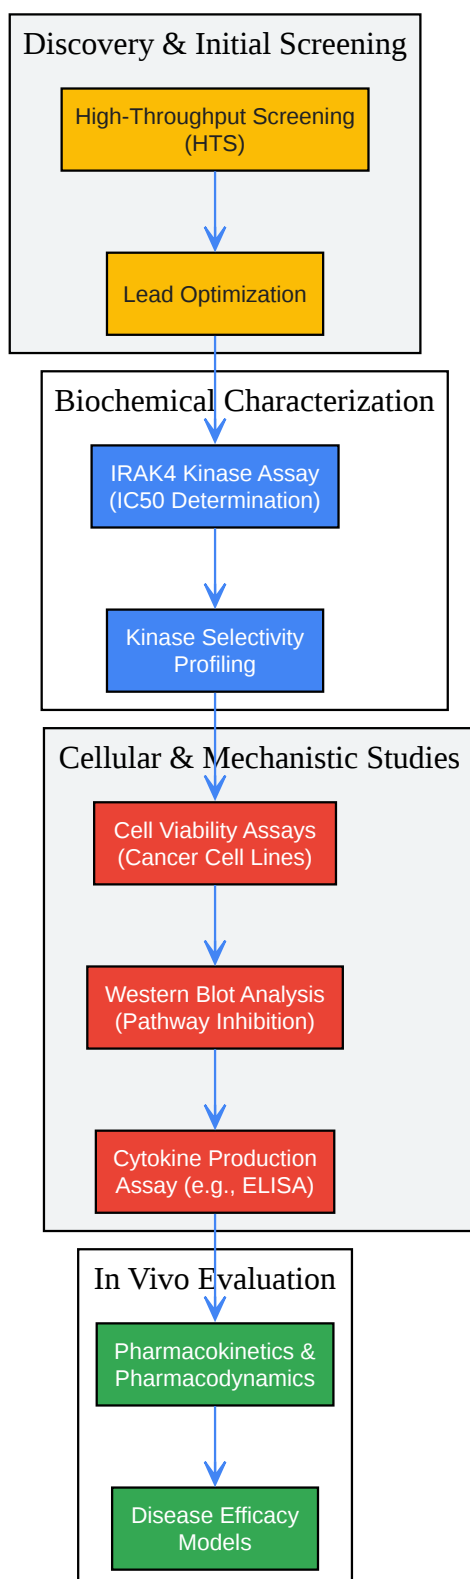 Discovery & Initial Screening
High-Throughput Screening
(HTS)
Lead Optimization
Biochemical Characterization
IRAK4 Kinase Assay
(IC50 Determination)
Kinase Selectivity
Profiling
Cellular & Mechanistic Studies
Cell Viability Assays
(Cancer Cell Lines)
Western Blot Analysis
(Pathway Inhibition)
Cytokine Production
Assay (e.g., ELISA)
In Vivo Evaluation
Pharmacokinetics &
Pharmacodynamics
Disease Efficacy
Models